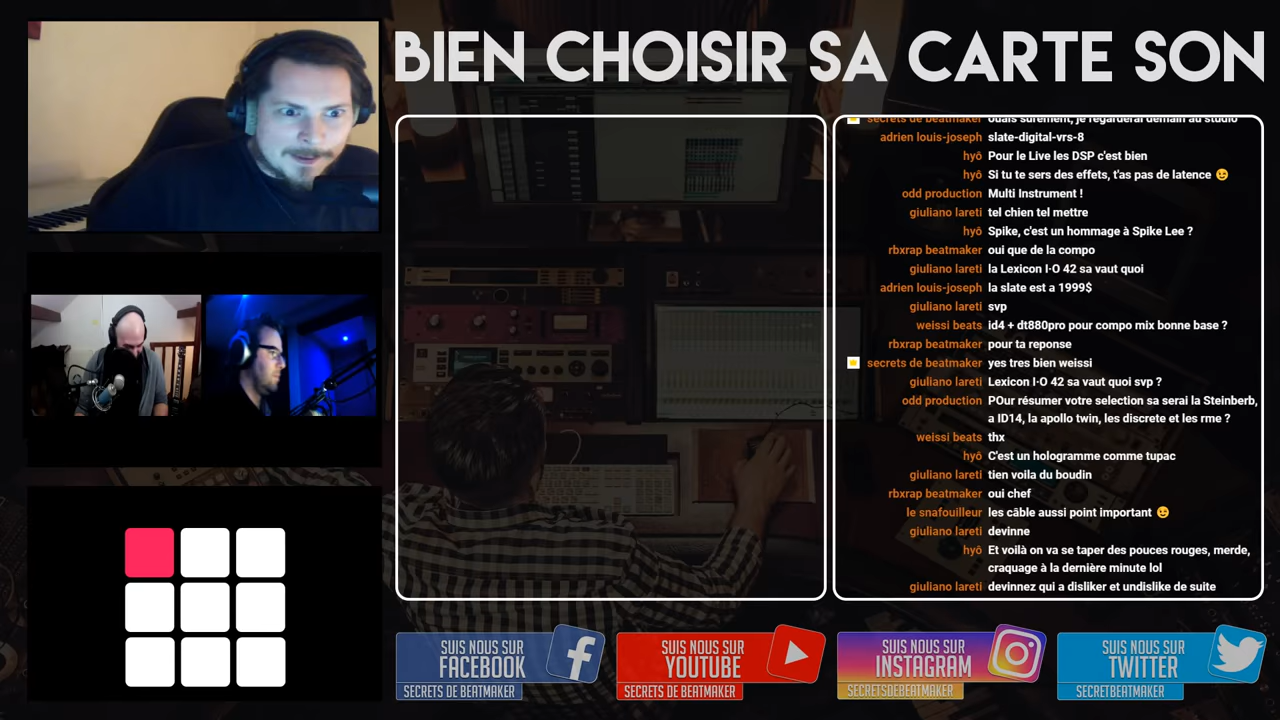 BIEN CHOISIR SA CARTE SON
secrets de beatmaker ouais surement, je regarderai demain au studio
adrien louis-joseph slate-digital-vrs-8
hyô Pour le Live les DSP c'est bien
hyô Si tu te sers des effets, t'as pas de latence 😉
odd production Multi Instrument !
giuliano lareti tel chien tel mettre
hyô Spike, c'est un hommage à Spike Lee ?
rbxrap beatmaker oui que de la compo
giuliano lareti la Lexicon I·O 42 sa vaut quoi
adrien louis-joseph la slate est a 1999$
giuliano lareti svp
weissi beats id4 + dt880pro pour compo mix bonne base ?
rbxrap beatmaker pour ta reponse
secrets de beatmaker yes tres bien weissi
giuliano lareti Lexicon I·O 42 sa vaut quoi svp ?
odd production POur résumer votre selection sa serai la Steinberb,
a ID14, la apollo twin, les discrete et les rme ?
weissi beats thx
hyô C'est un hologramme comme tupac
giuliano lareti tien voila du boudin
rbxrap beatmaker oui chef
le snafouilleur les câble aussi point important 😉
giuliano lareti devinne
hyô Et voilà on va se taper des pouces rouges, merde,
craquage à la dernière minute lol
giuliano lareti devinnez qui a disliker et undislike de suite
SUIS NOUS SUR
FACEBOOK
SECRETS DE BEATMAKER
SUIS NOUS SUR
YOUTUBE
SECRETS DE BEATMAKER
SUIS NOUS SUR
INSTAGRAM
SECRETSDEBEATMAKER
SUIS NOUS SUR
TWITTER
SECRETBEATMAKER